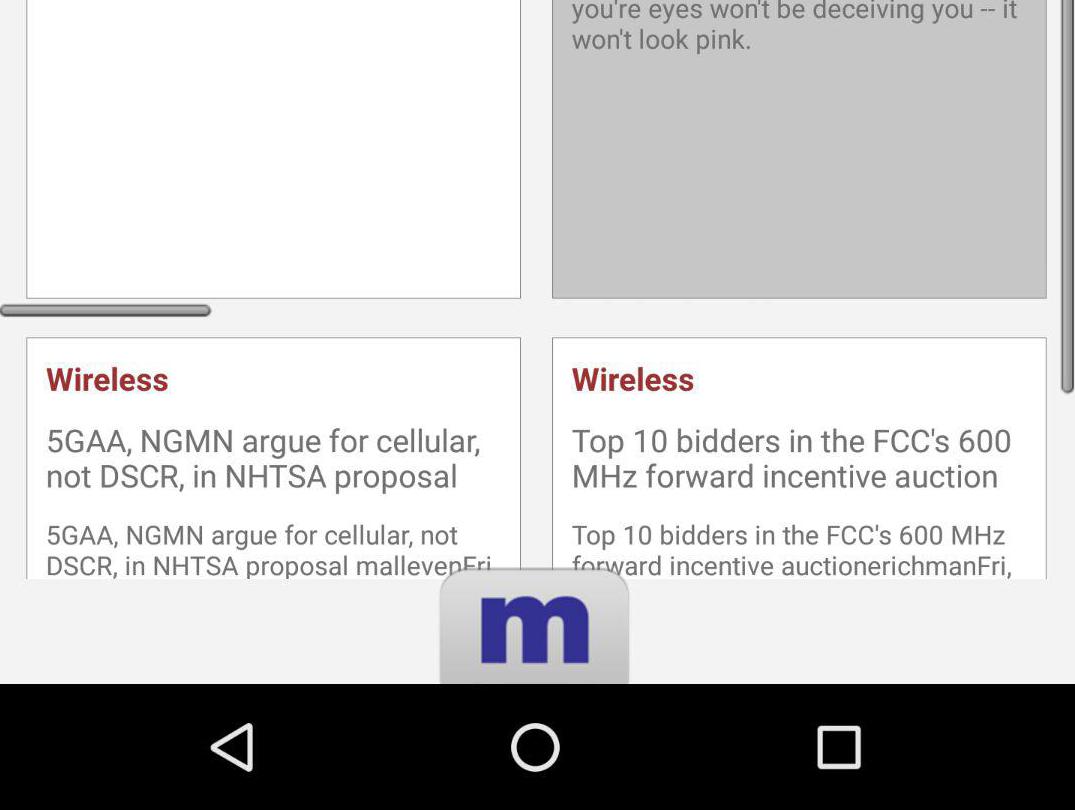 you're eyes won't be deceiving you -- it
won't look pink.
Wireless
5GAA, NGMN argue for cellular,
not DSCR, in NHTSA proposal
5GAA, NGMN argue for cellular, not
DSCR, in NHTSA proposal mallevenFri,
Wireless
Top 10 bidders in the FCC's 600
MHz forward incentive auction
Top 10 bidders in the FCC's 600 MHz
forward incentive auctionerichmanFri,
m